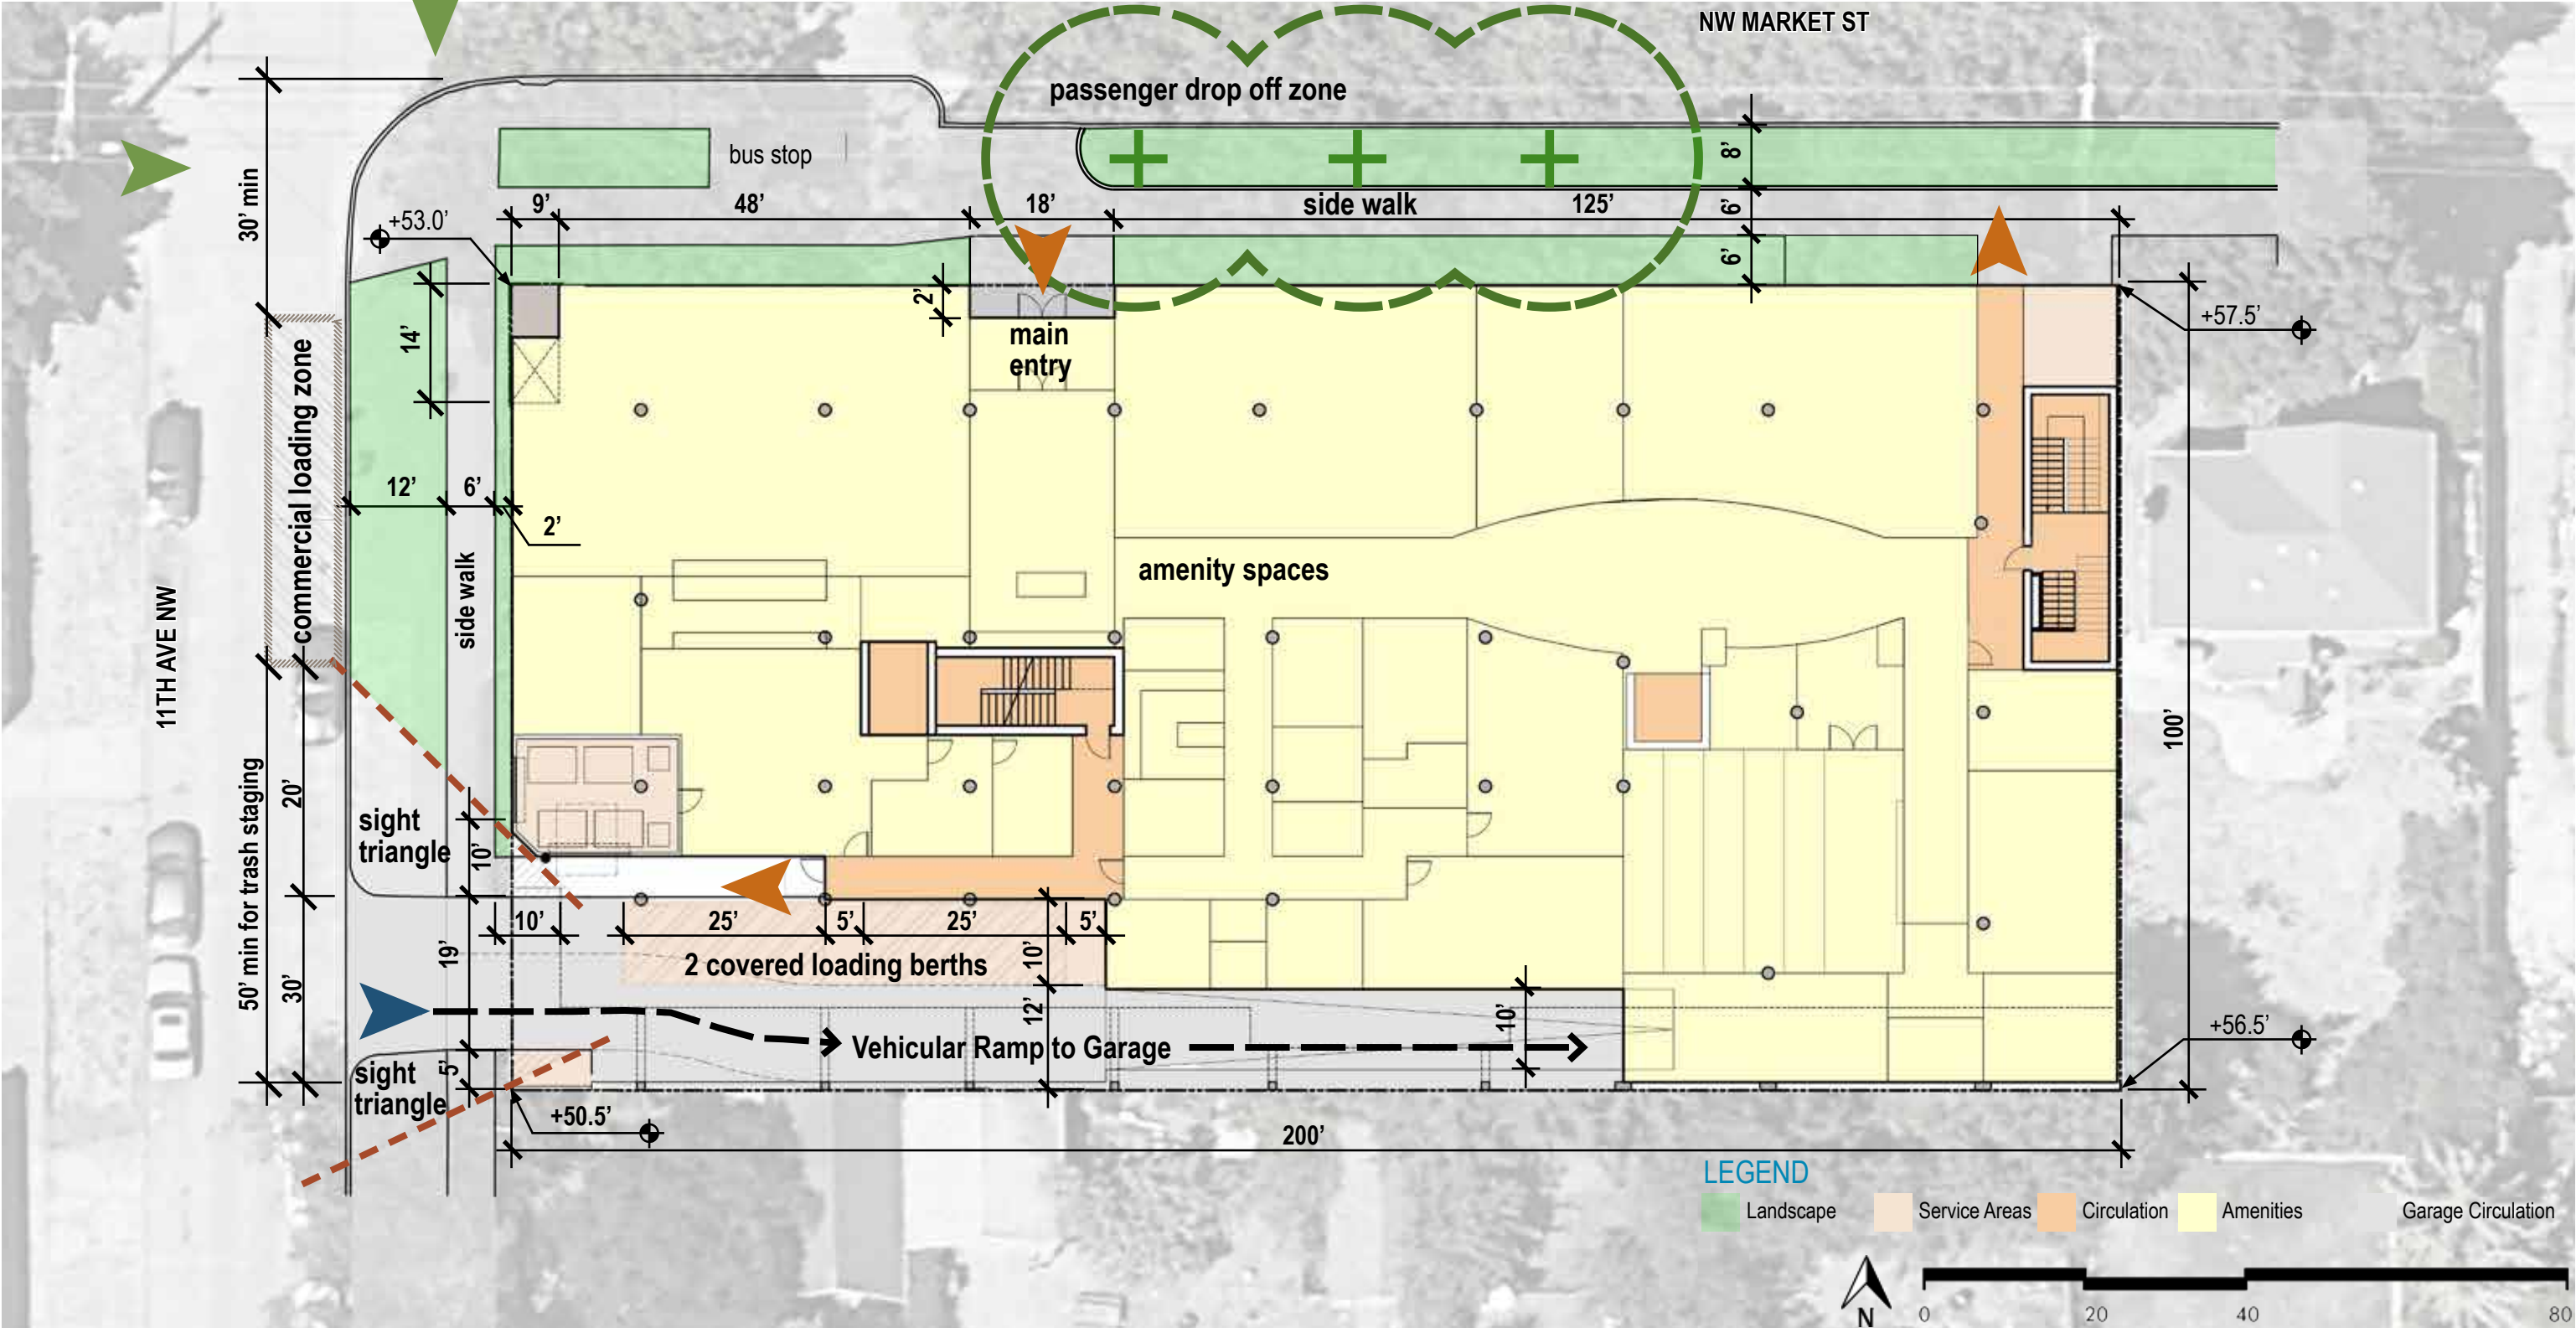 NW MARKET ST
passenger drop off zone
bus stop
8'
30' min
+53.0'
9'
48'
18'
side walk
125'
6'
6'
2'
14'
main
entry
+57.5'
commercial loading zone
12'
6'
2'
side walk
amenity spaces
11TH AVE NW
100'
50' min for trash staging
20'
sight
triangle
10'
10'
25'
5'
25'
5'
19'
2 covered loading berths
10'
30'
12'
10'
Vehicular Ramp to Garage
+56.5'
sight
triangle
5'
+50.5'
200'
LEGEND
Landscape
Service Areas
Circulation
Amenities
Garage Circulation
N
0
20
40
80